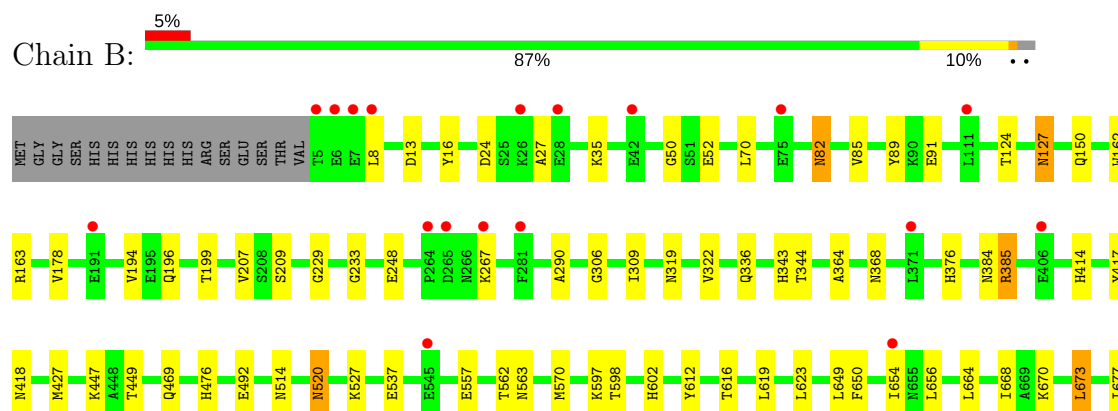 5%
Chain B:
87% 10% • •
MET GLY GLY SER HIS HIS HIS HIS HIS HIS ARG SER GLU SER THR VAL T5 E6 E7 L8 D13 Y16 D24 S25 K26 A27 E28 K35 E42 G50 S51 E52 L70 E75 N82 V85 Y89 K90 E91 L111 T124 N127 Q150
R163 V178 E191 V194 E195 Q196 T199 V207 S208 S209 G229 G233 E248 P264 D265 N266 K267 F281 A290 G306 I309 N319 V322 Q336 H343 T344 A364 N368 L371 H376 N384 R385 E406 H414
N418 M427 K447 A448 T449 Q469 H476 E492 N514 N520 K527 E537 E545 E557 T562 N563 M570 K597 T598 H602 Y612 T616 L619 L623 L649 F650 I654 N655 L656 L664 I668 A669 K670 L673